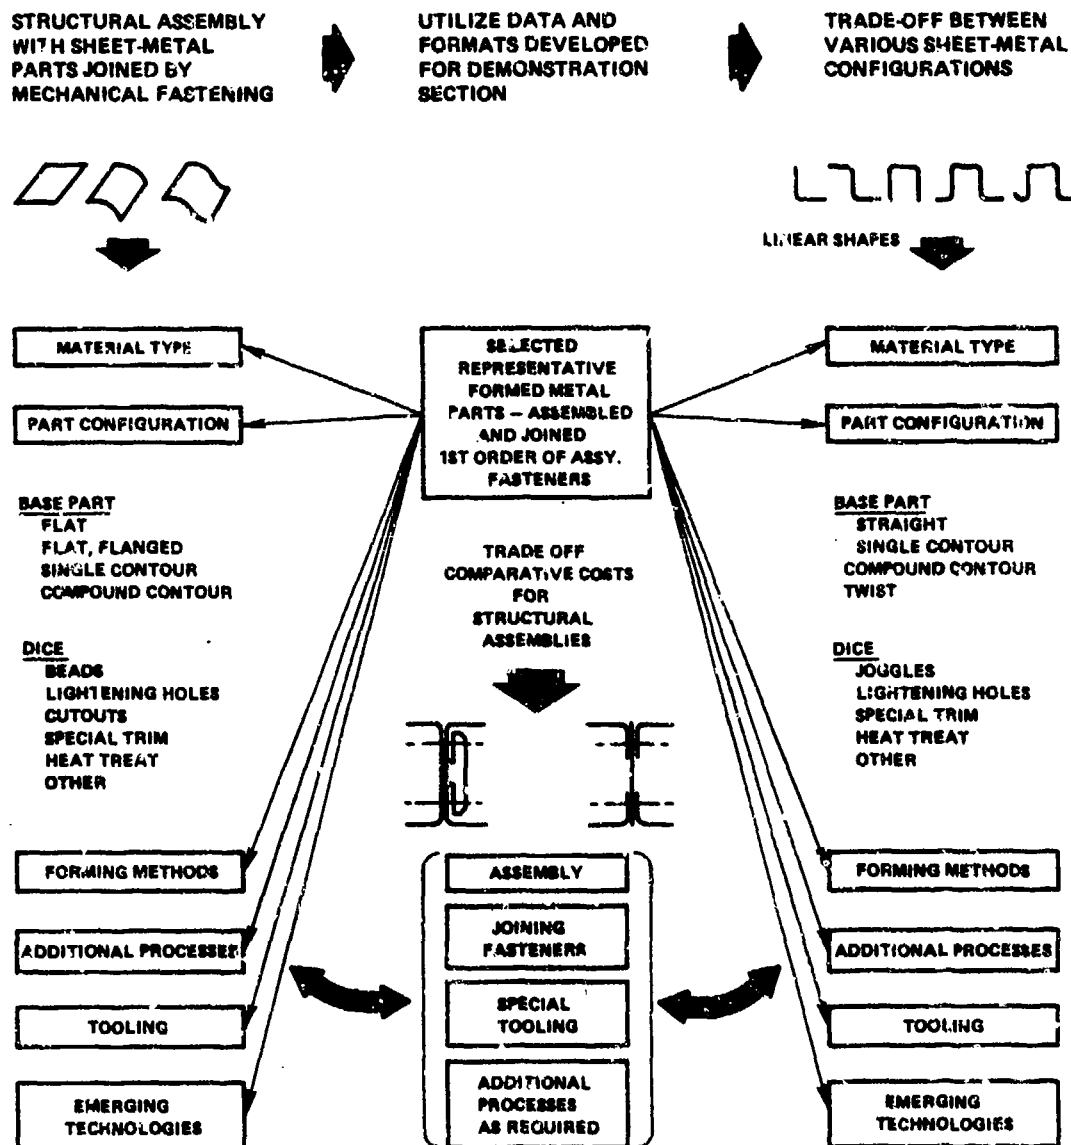 STRUCTURAL ASSEMBLY
WITH SHEET-METAL
PARTS JOINED BY
MECHANICAL FASTENING
UTILIZE DATA AND
FORMATS DEVELOPED
FOR DEMONSTRATION
SECTION
TRADE-OFF BETWEEN
VARIOUS SHEET-METAL
CONFIGURATIONS
LINEAR SHAPES
MATERIAL TYPE
PART CONFIGURATION
BASE PART
FLAT
FLAT, FLANGED
SINGLE CONTOUR
COMPOUND CONTOUR
DICE
BEADS
LIGHTENING HOLES
CUTOUTS
SPECIAL TRIM
HEAT TREAT
OTHER
FORMING METHODS
ADDITIONAL PROCESSES
TOOLING
EMERGING
TECHNOLOGIES
SELECTED
REPRESENTATIVE
FORMED METAL
PARTS – ASSEMBLED
AND JOINED
1ST ORDER OF ASSY.
FASTENERS
TRADE OFF
COMPARATIVE COSTS
FOR
STRUCTURAL
ASSEMBLIES
ASSEMBLY
JOINING
FASTENERS
SPECIAL
TOOLING
ADDITIONAL
PROCESSES
AS REQUIRED
MATERIAL TYPE
PART CONFIGURATION
BASE PART
STRAIGHT
SINGLE CONTOUR
COMPOUND CONTOUR
TWIST
DICE
JOGGLES
LIGHTENING HOLES
SPECIAL TRIM
HEAT TREAT
OTHER
FORMING METHODS
ADDITIONAL PROCESSES
TOOLING
EMERGING
TECHNOLOGIES